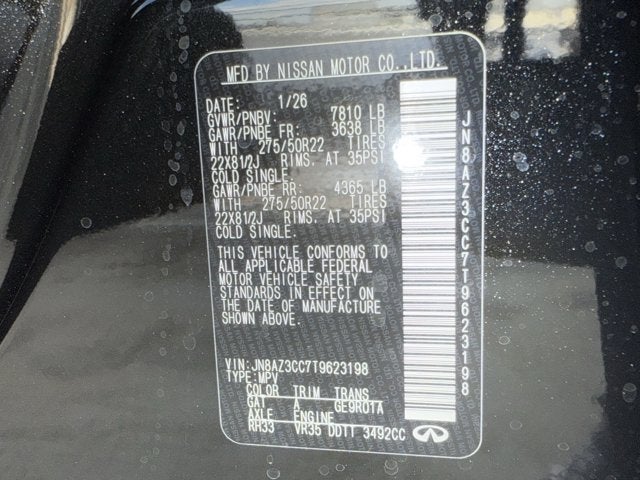 MFD BY NISSAN MOTOR CO.,LTD.
DATE: 1/26
GVWR/PNBV: 7810 LB
GAWR/PNBE FR: 3638 LB
WITH 275/50R22 TIRES
22X81/2J RIMS. AT 35PSI
COLD SINGLE.
GAWR/PNBE RR: 4365 LB
WITH 275/50R22 TIRES
22X81/2J RIMS. AT 35PSI
COLD SINGLE.
THIS VEHICLE CONFORMS TO
ALL APPLICABLE FEDERAL
MOTOR VEHICLE SAFETY
STANDARDS IN EFFECT ON
THE DATE OF MANUFACTURE
SHOWN ABOVE.
VIN:JN8AZ3CC7T9623198
TYPE:MPV
COLOR TRIM TRANS
GAT A GE9R01A
AXLE ENGINE
RH33 VR35 DDTT 3492CC
JN8AZ3CC7T9623198